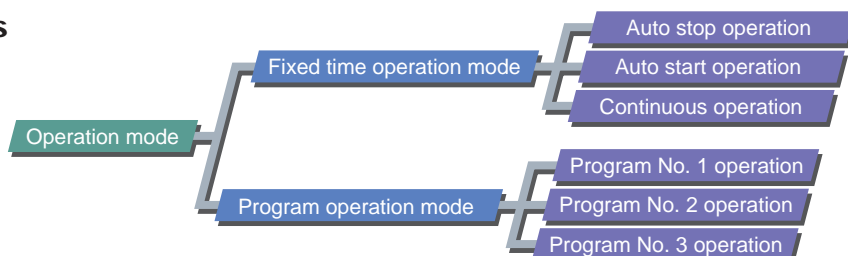 s
Auto stop operation
Fixed time operation mode
Auto start operation
Continuous operation
Operation mode
Program No. 1 operation
Program operation mode
Program No. 2 operation
Program No. 3 operation